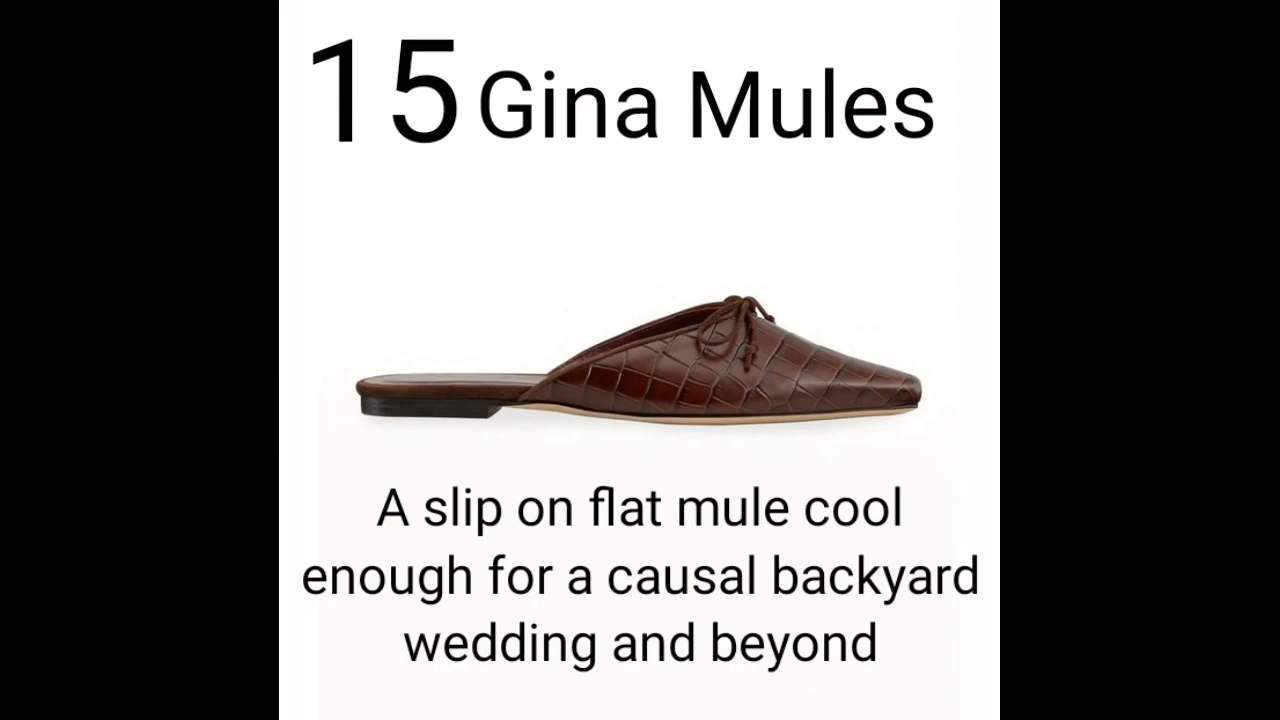 15 Gina Mules
A slip on flat mule cool
enough for a causal backyard
wedding and beyond